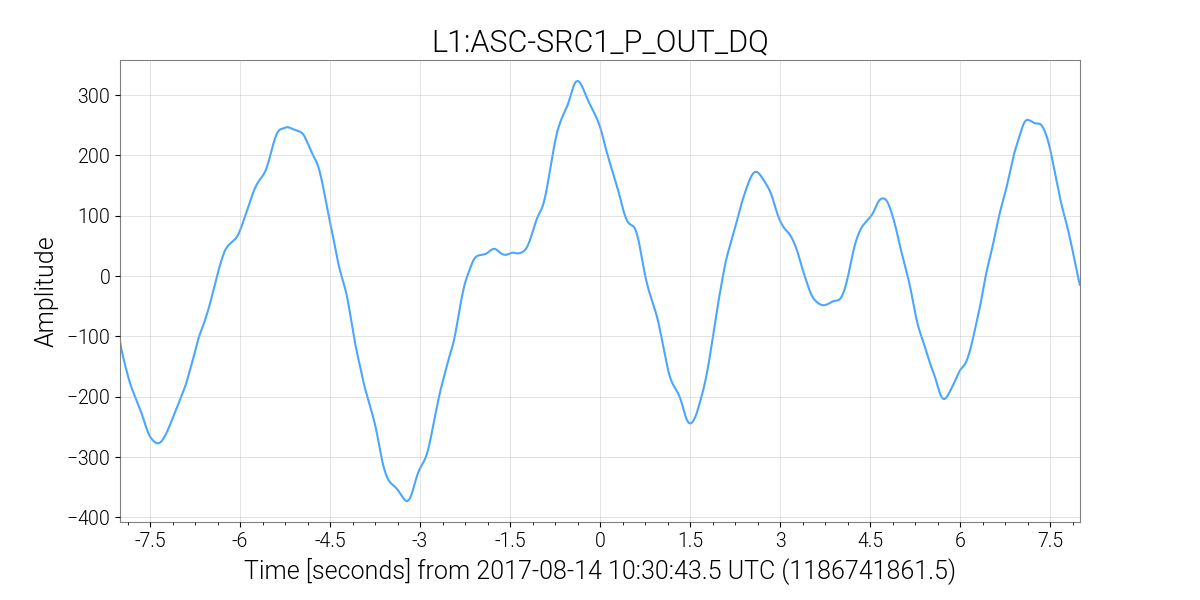 L1:ASC-SRC1_P_OUT_DQ
Amplitude
300
200
100
0
−100
−200
−300
−400
-7.5 -6 -4.5 -3 -1.5 0 1.5 3 4.5 6 7.5
Time [seconds] from 2017-08-14 10:30:43.5 UTC (1186741861.5)